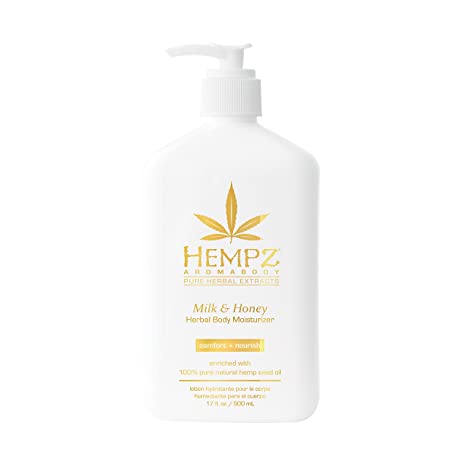 HEMPZ
AROMABODY
PURE HERBAL EXTRACTS
Milk & Honey
Herbal Body Moisturizer
comfort + nourish
enriched with
100% pure natural hemp seed oil
lotion hydratante pour le corps
humectante para el cuerpo
17 fl. oz. / 500 mL